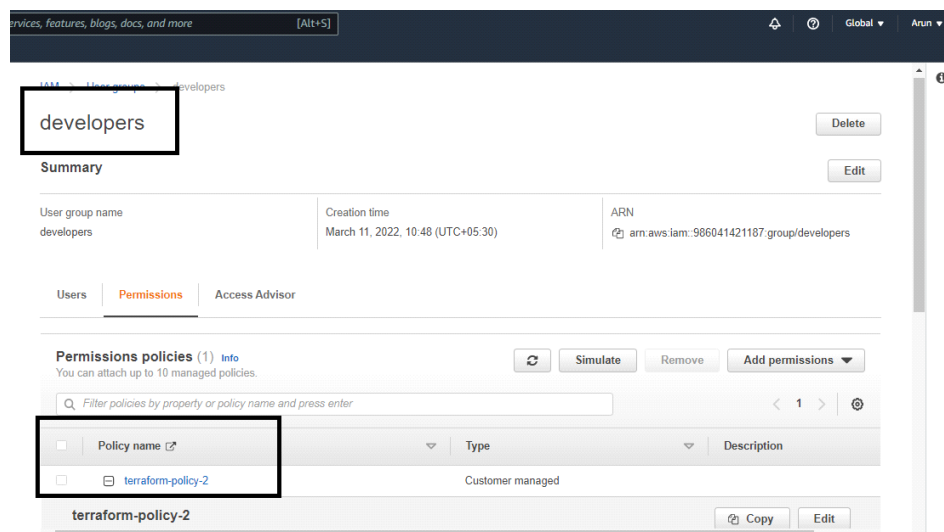 ervices, features, blogs, docs, and more [Alt+S] Global Arun
IAM > User groups > developers
developers
Delete
Summary
Edit
User group name Creation time ARN
developers March 11, 2022, 10:48 (UTC+05:30) arn:aws:iam::986041421187:group/developers
Users Permissions Access Advisor
Permissions policies (1) Info
You can attach up to 10 managed policies.
Simulate Remove Add permissions
Filter policies by property or policy name and press enter
< 1 >
Policy name Type Description
terraform-policy-2 Customer managed
terraform-policy-2 Copy Edit